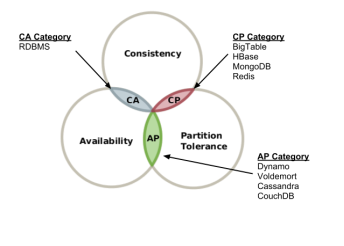 CA Category
RDBMS
CP Category
BigTable
HBase
MongoDB
Redis
Consistency
CA
CP
Availability
AP
Partition
Tolerance
AP Category
Dynamo
Voldemort
Cassandra
CouchDB